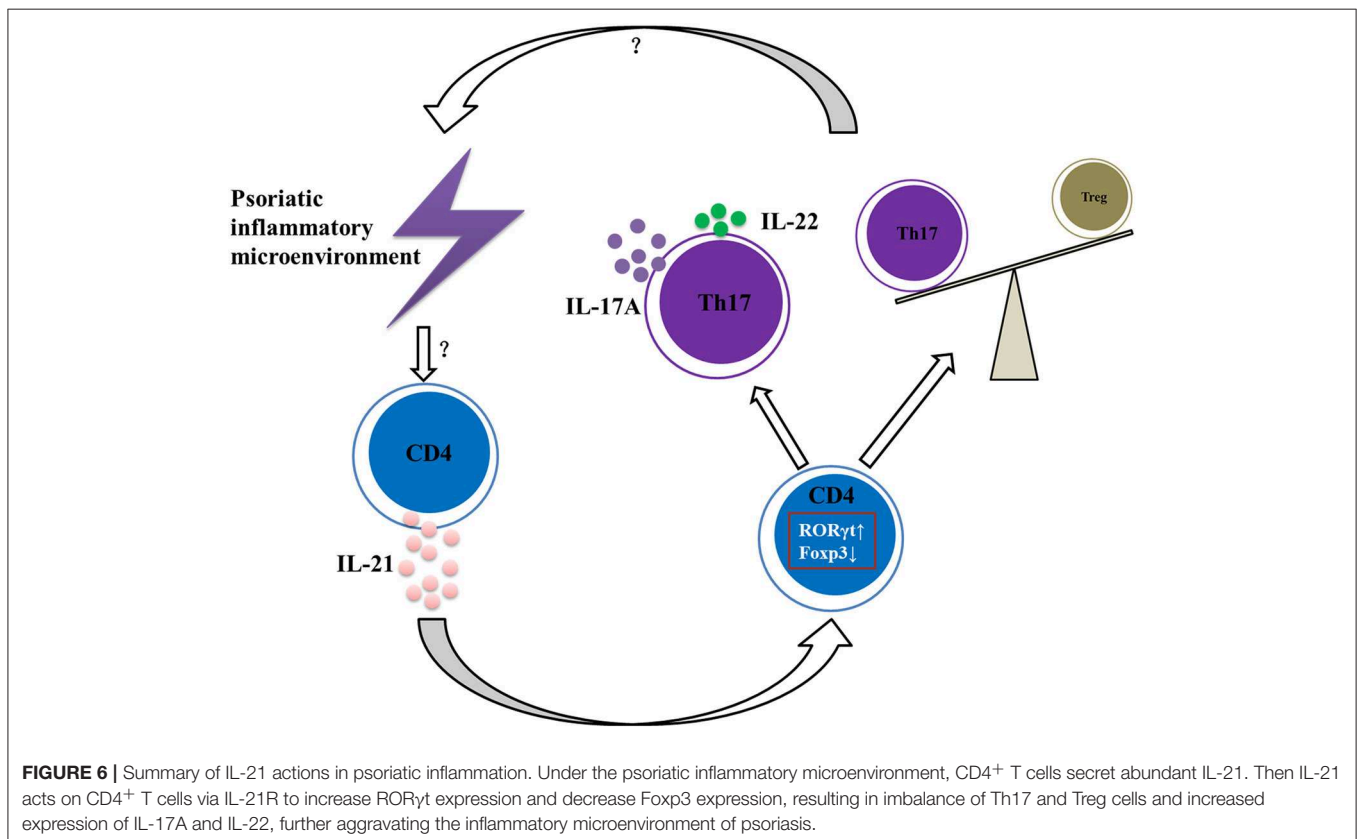 ?
Psoriatic
inflammatory
microenvironment
IL-22
Treg
Th17
IL-17A
Th17
?
CD4
CD4
RORγt↑
Foxp3↓
IL-21
FIGURE 6 | Summary of IL-21 actions in psoriatic inflammation. Under the psoriatic inflammatory microenvironment, CD4+ T cells secret abundant IL-21. Then IL-21
acts on CD4+ T cells via IL-21R to increase RORγt expression and decrease Foxp3 expression, resulting in imbalance of Th17 and Treg cells and increased
expression of IL-17A and IL-22, further aggravating the inflammatory microenvironment of psoriasis.